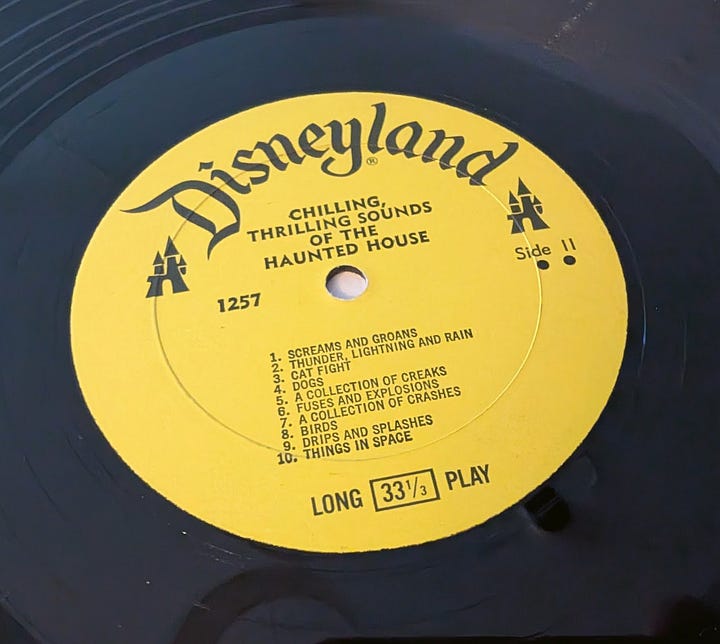 Disneyland®
CHILLING,
THRILLING SOUNDS
OF THE
HAUNTED HOUSE
Side II
1257
1. SCREAMS AND GROANS
2. THUNDER, LIGHTNING AND RAIN
3. CAT FIGHT
4. DOGS
5. A COLLECTION OF CREAKS
6. FUSES AND EXPLOSIONS
7. A COLLECTION OF CRASHES
8. BIRDS
9. DRIPS AND SPLASHES
10. THINGS IN SPACE
LONG 33⅓ PLAY